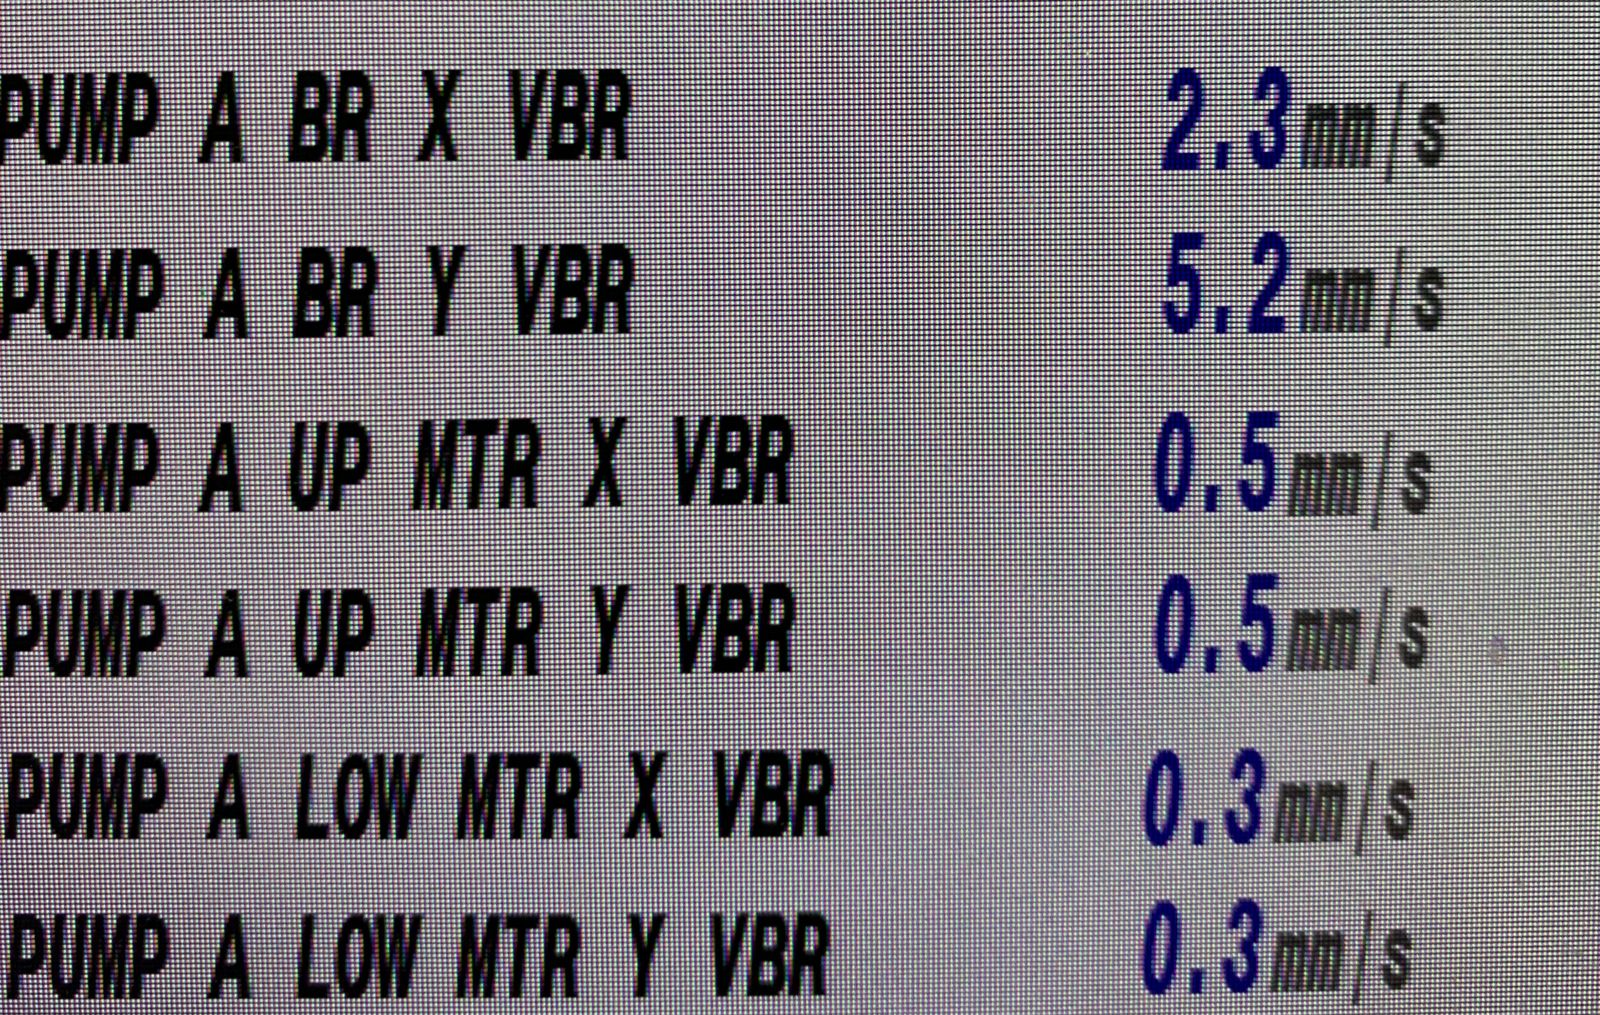 PUMP A BR X VBR 2.3mm/s
PUMP A BR Y VBR 5.2mm/s
PUMP A UP MTR X VBR 0.5mm/s
PUMP A UP MTR Y VBR 0.5mm/s
PUMP A LOW MTR X VBR 0.3mm/s
PUMP A LOW MTR Y VBR 0.3mm/s